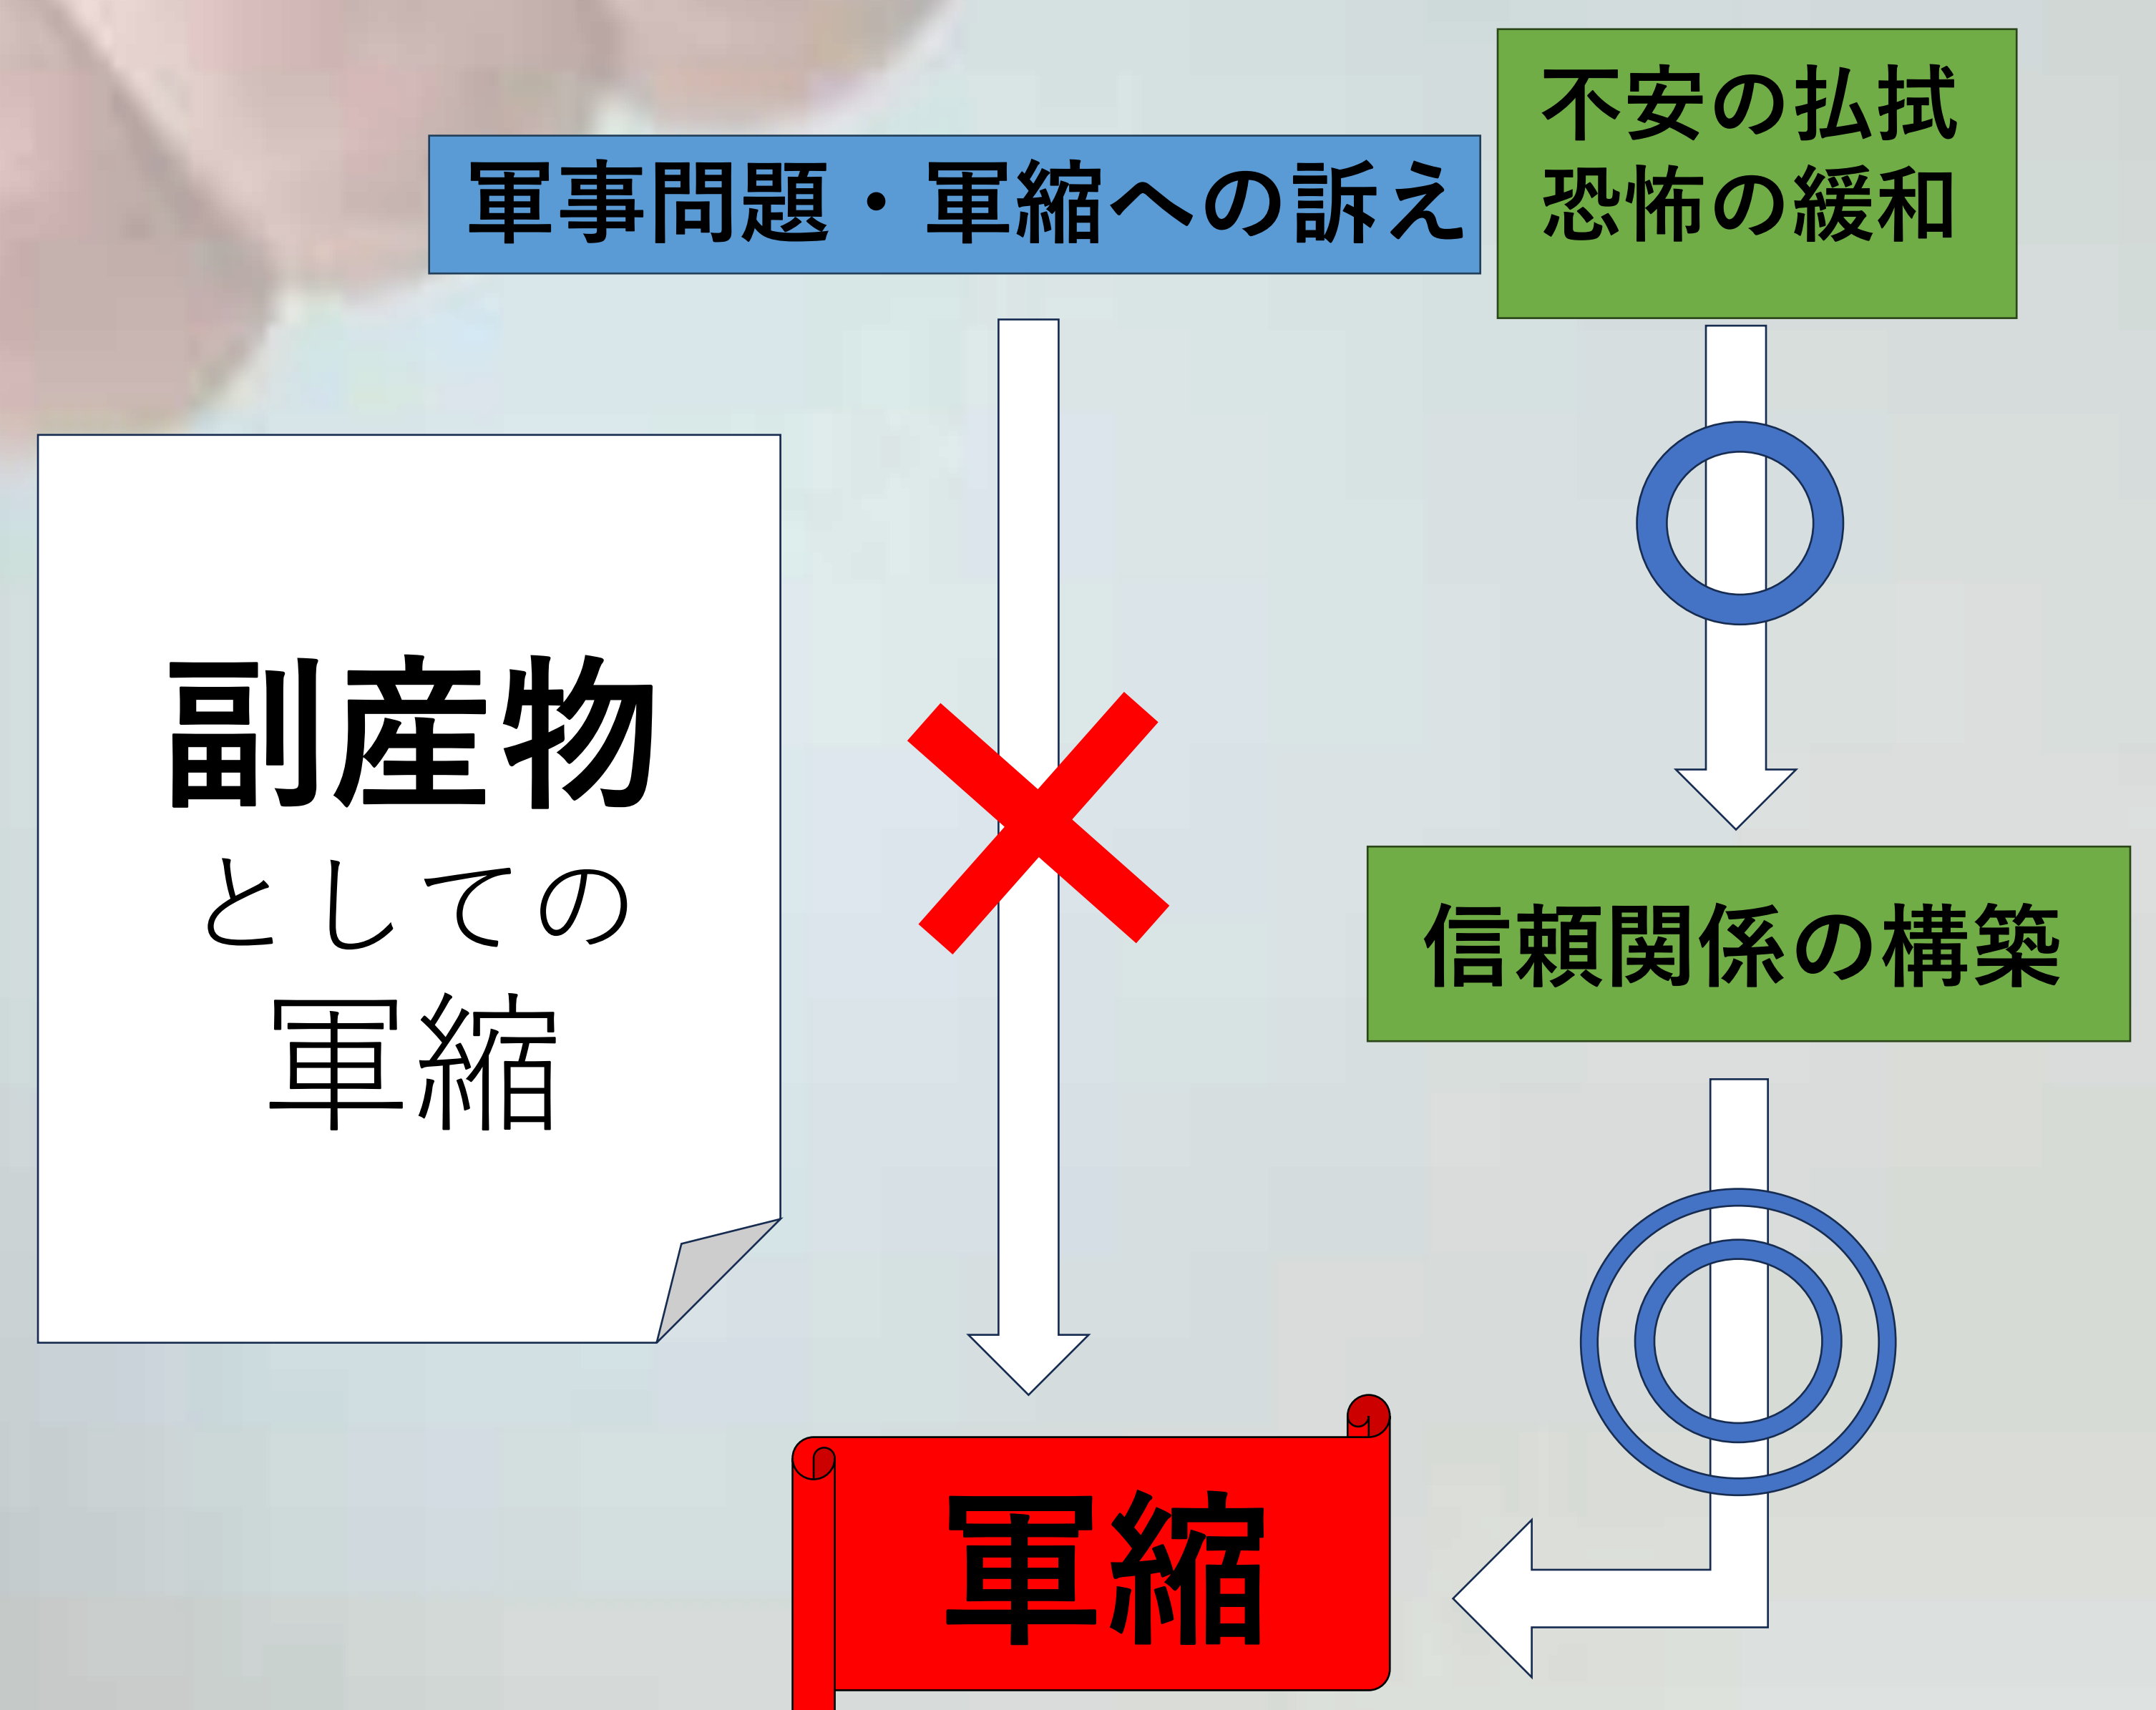 軍事問題・軍縮への訴え
不安の払拭
恐怖の緩和
副産物
としての
軍縮
信頼関係の構築
軍縮